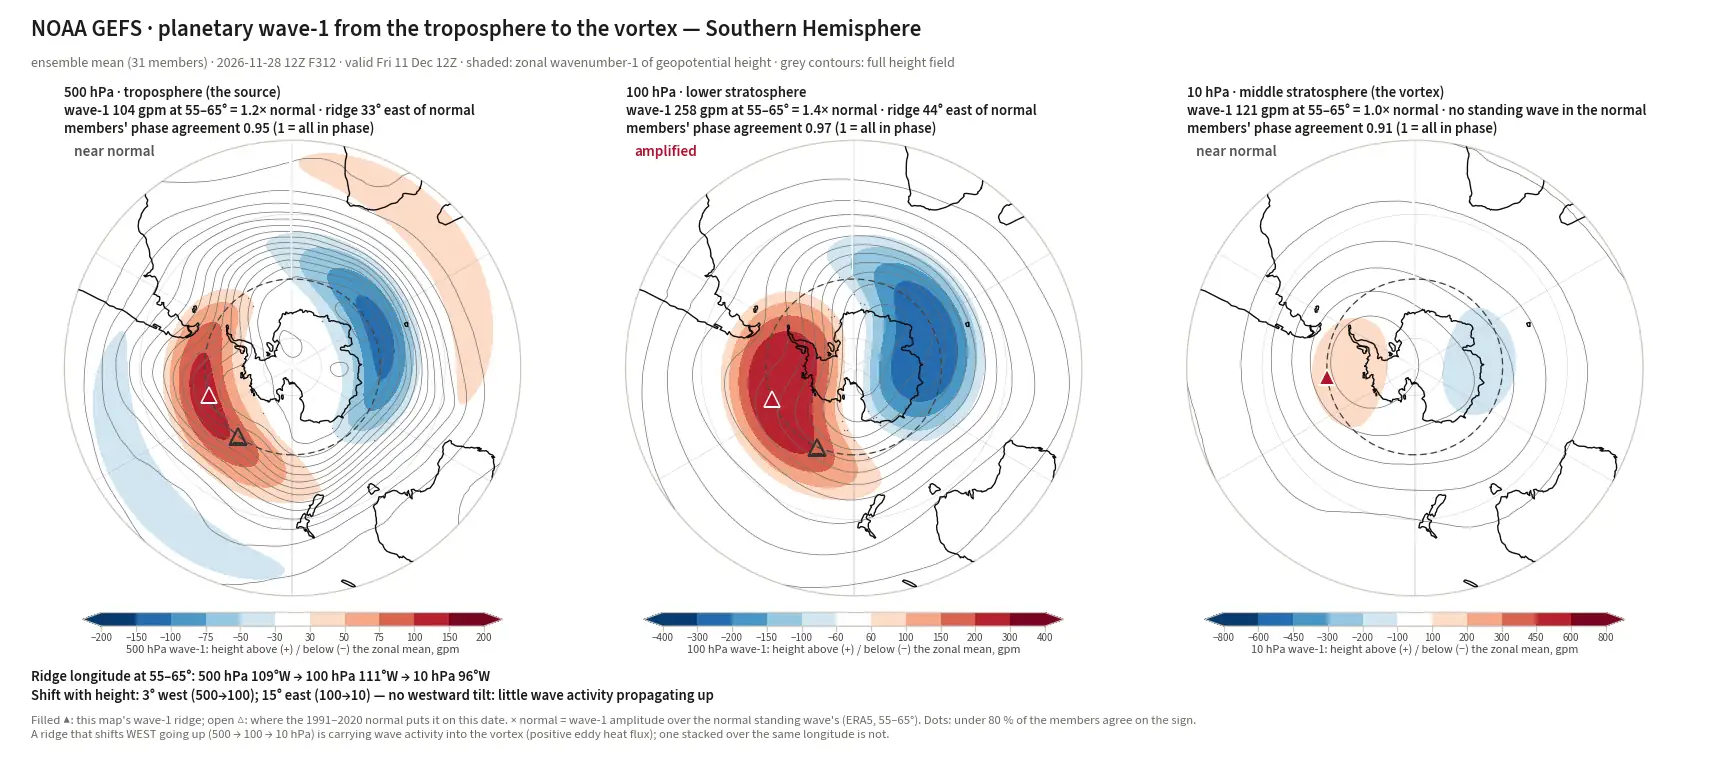 NOAA GEFS · planetary wave-1 from the troposphere to the vortex — Southern Hemisphere
ensemble mean (31 members) · 2026-11-28 12Z F312 · valid Fri 11 Dec 12Z · shaded: zonal wavenumber-1 of geopotential height · grey contours: full height field
500 hPa · troposphere (the source)
wave-1 104 gpm at 55–65° = 1.2× normal · ridge 33° east of normal
members' phase agreement 0.95 (1 = all in phase)
near normal
100 hPa · lower stratosphere
wave-1 258 gpm at 55–65° = 1.4× normal · ridge 44° east of normal
members' phase agreement 0.97 (1 = all in phase)
amplified
10 hPa · middle stratosphere (the vortex)
wave-1 121 gpm at 55–65° = 1.0× normal · no standing wave in the normal
members' phase agreement 0.91 (1 = all in phase)
near normal
−200 −150 −100 −75 −50 −30 30 50 75 100 150 200
500 hPa wave-1: height above (+) / below (−) the zonal mean, gpm
−400 −300 −200 −150 −100 −60 60 100 150 200 300 400
100 hPa wave-1: height above (+) / below (−) the zonal mean, gpm
−800 −600 −450 −300 −200 −100 100 200 300 450 600 800
10 hPa wave-1: height above (+) / below (−) the zonal mean, gpm
Ridge longitude at 55–65°: 500 hPa 109°W → 100 hPa 111°W → 10 hPa 96°W
Shift with height: 3° west (500→100); 15° east (100→10) — no westward tilt: little wave activity propagating up
Filled ▲: this map's wave-1 ridge; open △: where the 1991–2020 normal puts it on this date. × normal = wave-1 amplitude over the normal standing wave's (ERA5, 55–65°). Dots: under 80 % of the members agree on the sign.
A ridge that shifts WEST going up (500 → 100 → 10 hPa) is carrying wave activity into the vortex (positive eddy heat flux); one stacked over the same longitude is not.